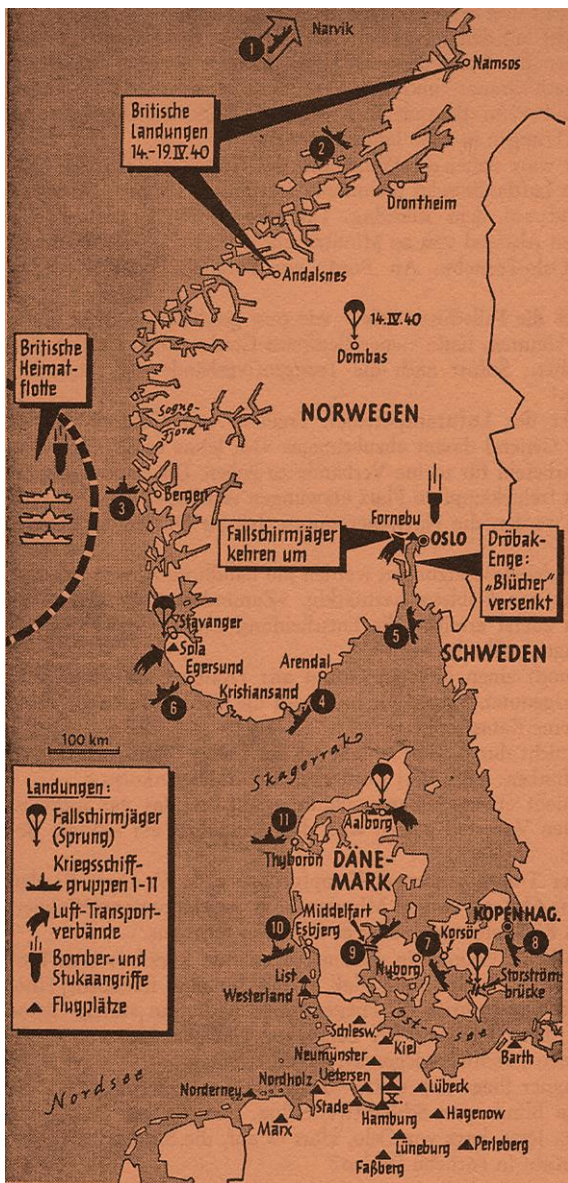 1
Narvik
Namsos
Britische
Landungen
14.–19.IV.40
2
Drontheim
Andalsnes
14.IV.40
Dombas
Britische
Heimat-
flotte
NORWEGEN
Sogne-
fjord
3
Bergen
Fornebu
OSLO
Fallschirmjäger
kehren um
Dröbak-
Enge:
„Blücher"
versenkt
Stavanger
Sola
Egersund
6
Kristiansand
Arendal
4
5
SCHWEDEN
100 km
Skagerrak
Landungen:
Fallschirmjäger
(Sprung)
Kriegsschiff-
gruppen 1-11
Luft-Transport-
verbände
Bomber- und
Stukaangriffe
Flugplätze
Aalborg
11
Thyborön
DÄNE-
MARK
10
Esbjerg
Middelfart
9
7
Nyborg
Korsör
KOPENHAG.
8
Storström-
brücke
List
Westerland
Ost-
see
Schlesw.
Kiel
Neumünster
Barth
Nordsee
Norderney
Nordholz
Uetersen
X
Lübeck
Stade
Hamburg
Hagenow
Marx
Lüneburg
Perleberg
Faßberg